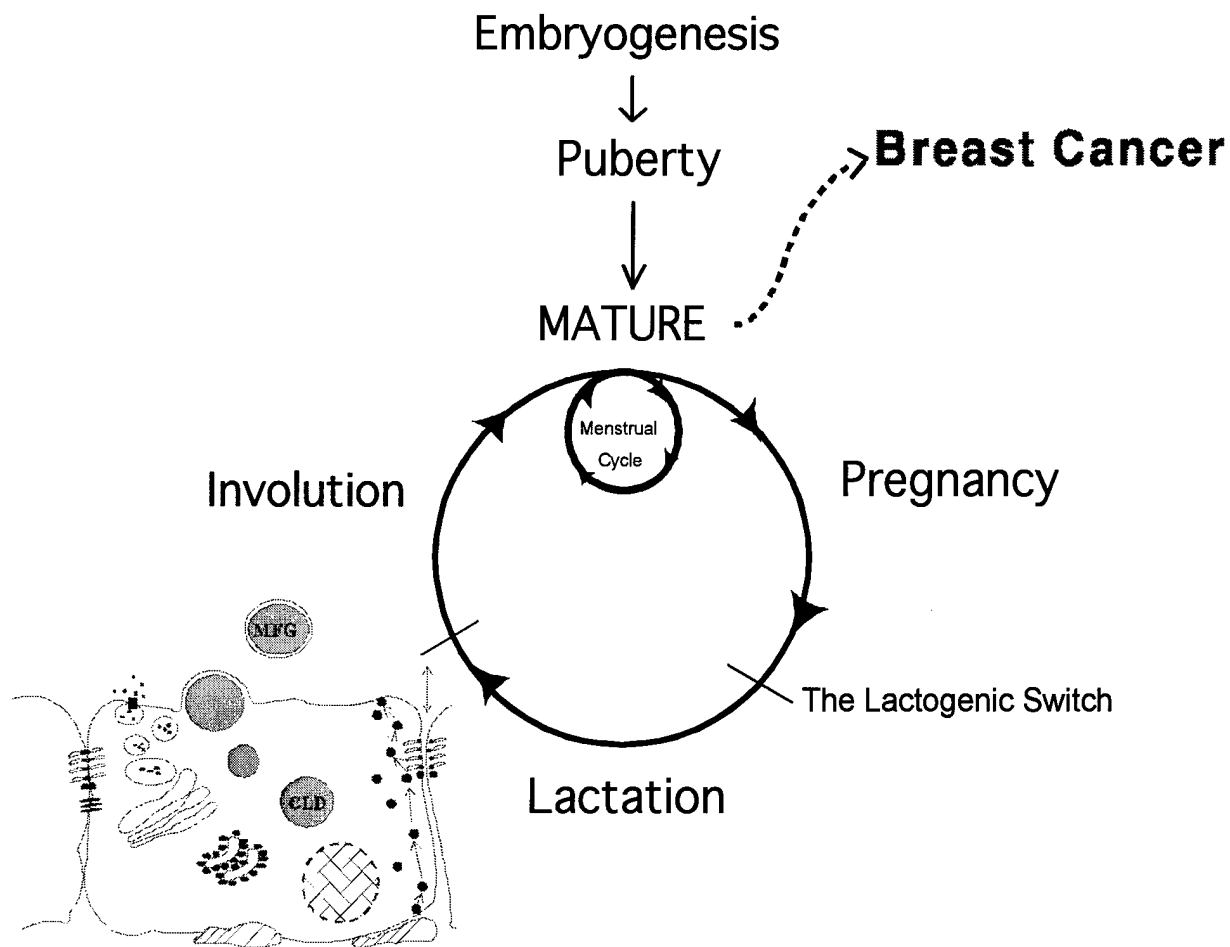 Embryogenesis
Puberty
Breast Cancer
MATURE
Menstrual
Cycle
Involution
Pregnancy
MFG
The Lactogenic Switch
Lactation
CLD